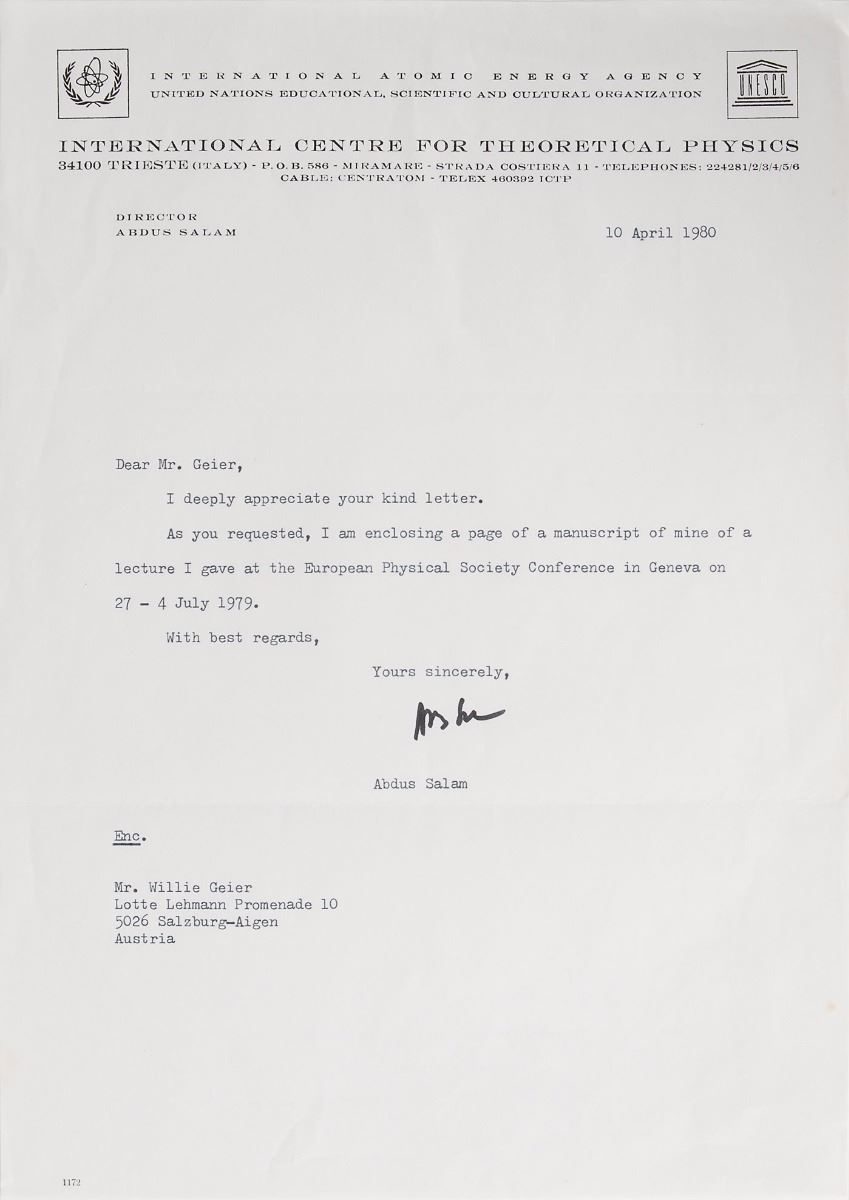 INTERNATIONAL ATOMIC ENERGY AGENCY
UNITED NATIONS EDUCATIONAL, SCIENTIFIC AND CULTURAL ORGANIZATION
UNESCO
INTERNATIONAL CENTRE FOR THEORETICAL PHYSICS
34100 TRIESTE (ITALY) - P.O.B. 586 - MIRAMARE - STRADA COSTIERA 11 - TELEPHONES: 224281/2/3/4/5/6
CABLE: CENTRATOM - TELEX 460392 ICTP
DIRECTOR
ABDUS SALAM
10 April 1980
Dear Mr. Geier,
I deeply appreciate your kind letter.
As you requested, I am enclosing a page of a manuscript of mine of a
lecture I gave at the European Physical Society Conference in Geneva on
27 - 4 July 1979.
With best regards,
Yours sincerely,
Abdus Salam
Enc.
Mr. Willie Geier
Lotte Lehmann Promenade 10
5026 Salzburg-Aigen
Austria
1172